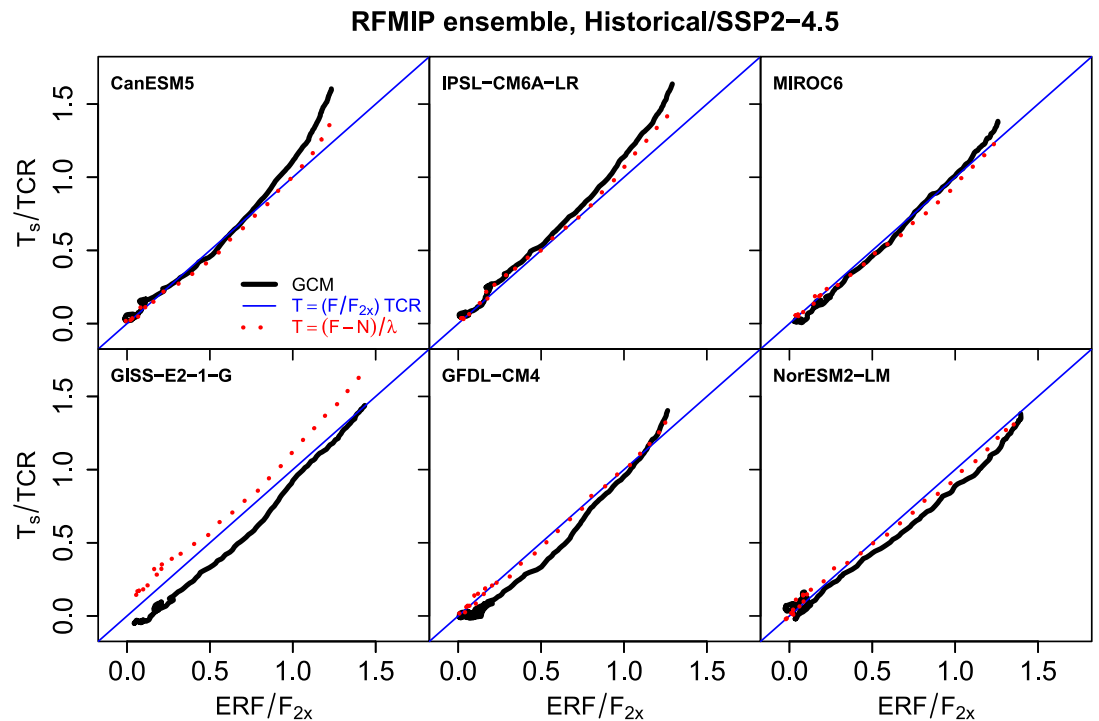 RFMIP ensemble, Historical/SSP2−4.5
CanESM5
IPSL−CM6A−LR
MIROC6
1.5
1.0
0.5
0.0
Ts/TCR
GCM
T = (F/F2x) TCR
T = (F−N)/λ
GISS−E2−1−G
GFDL−CM4
NorESM2−LM
1.5
1.0
0.5
0.0
Ts/TCR
0.0 0.5 1.0 1.5
0.0 0.5 1.0 1.5
0.0 0.5 1.0 1.5
ERF/F2x
ERF/F2x
ERF/F2x